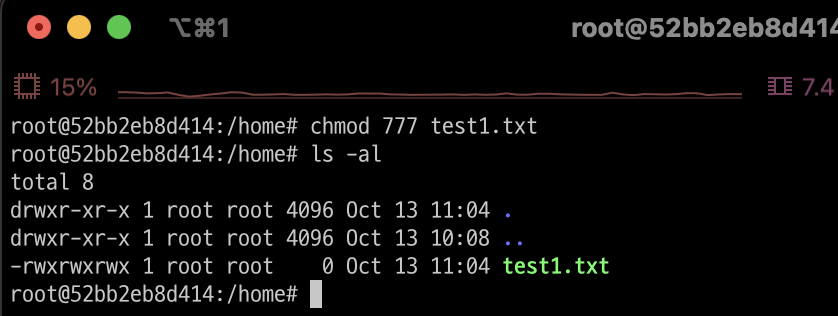 ⌥⌘1 root@52bb2eb8d414
15% 7.4
root@52bb2eb8d414:/home# chmod 777 test1.txt
root@52bb2eb8d414:/home# ls -al
total 8
drwxr-xr-x 1 root root 4096 Oct 13 11:04 .
drwxr-xr-x 1 root root 4096 Oct 13 10:08 ..
-rwxrwxrwx 1 root root    0 Oct 13 11:04 test1.txt
root@52bb2eb8d414:/home#